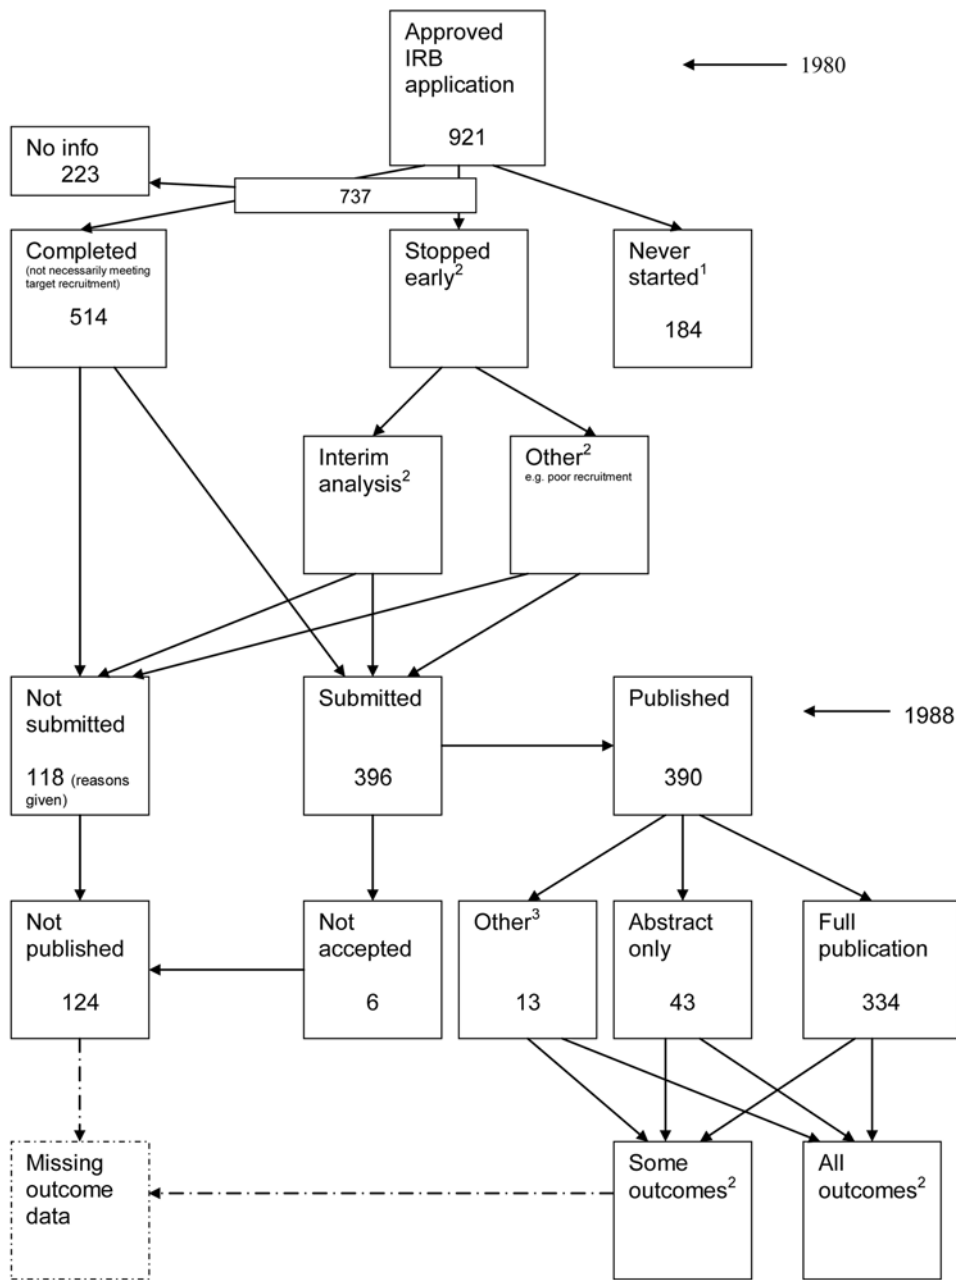 Approved
IRB
application
921
1980
No info
223
737
Completed
(not necessarily meeting
target recruitment)
514
Stopped
early2
Never
started1
184
Interim
analysis2
Other2
e.g. poor recruitment
Not
submitted
118 (reasons
given)
Submitted
396
Published
390
1988
Not
published
124
Not
accepted
6
Other3
13
Abstract
only
43
Full
publication
334
Missing
outcome
data
Some
outcomes2
All
outcomes2